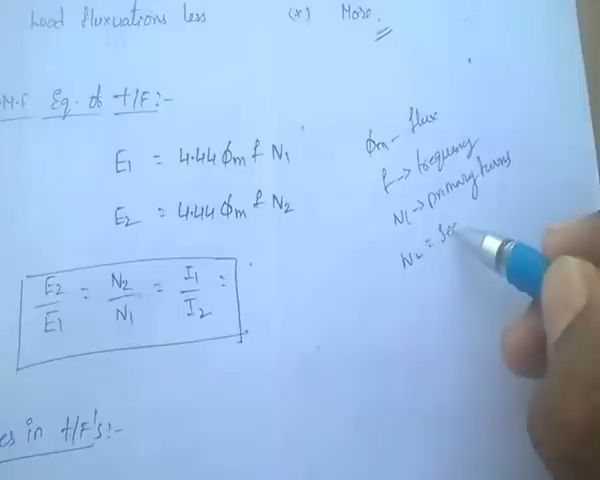 Load fluxuations less (x) More.
M.F Eq. of t/F:-
E1 = 4.44 ϕm f N1
E2 = 4.44 ϕm f N2
E2/E1 = N2/N1 = I1/I2 =
ϕm - flux
f → frequency
N1 → primary turns
N2 = Sec
es in t/F's:-